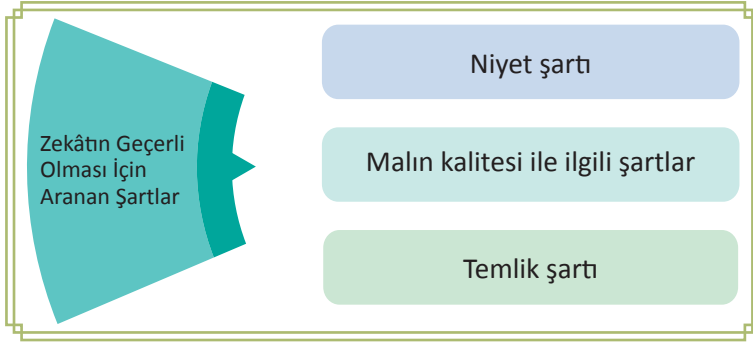 Zekâtın Geçerli
Olması İçin
Aranan Şartlar
Niyet şartı
Malın kalitesi ile ilgili şartlar
Temlik şartı